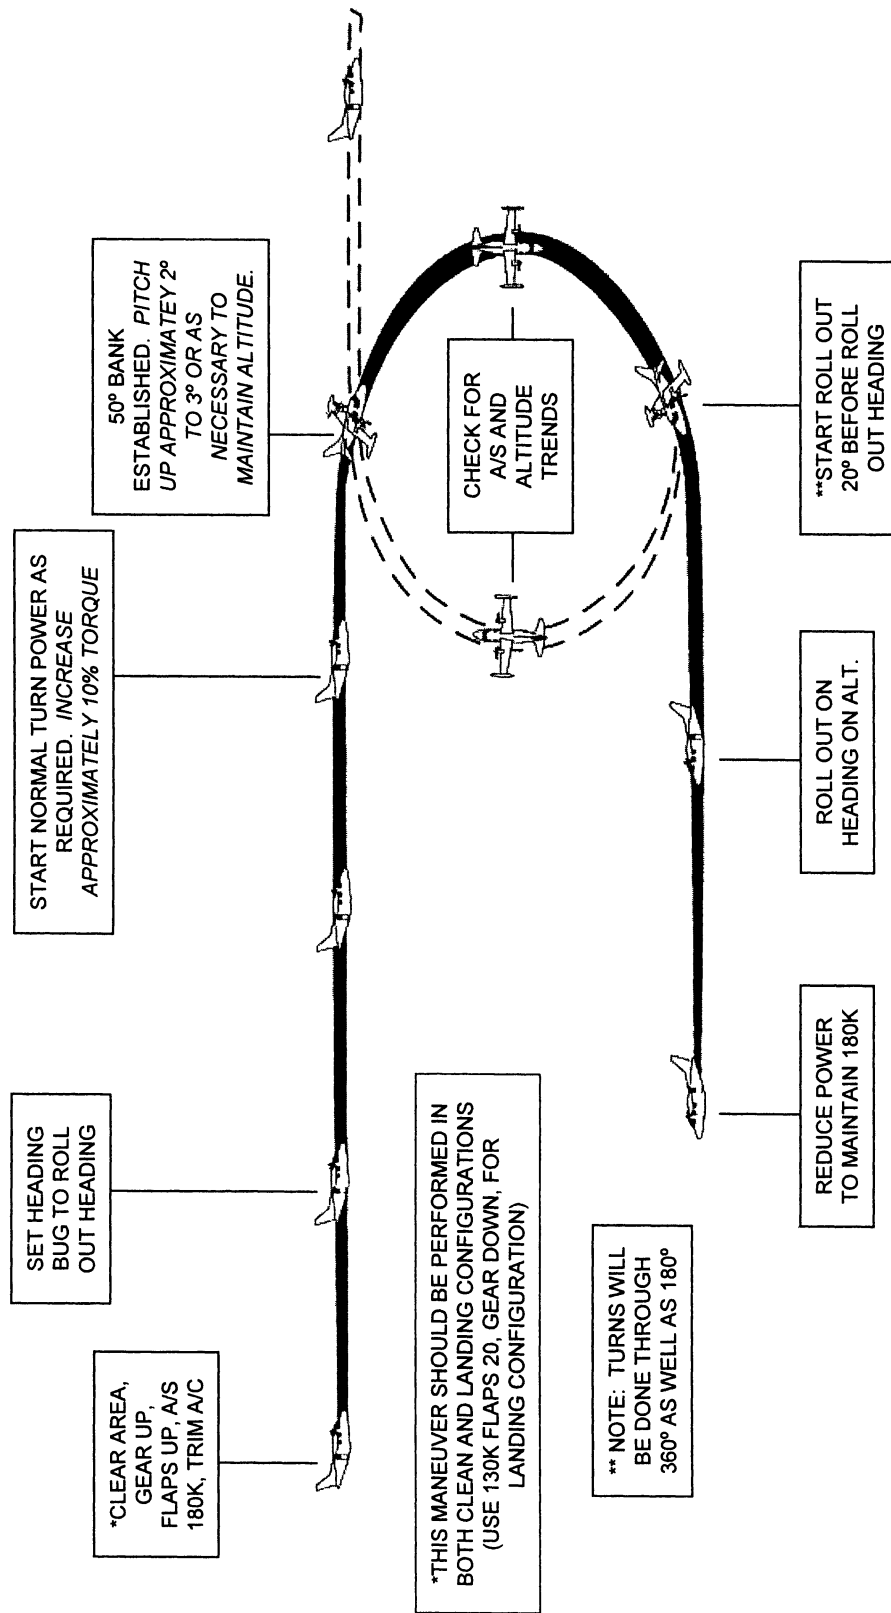 *CLEAR AREA,
GEAR UP,
FLAPS UP, A/S
180K, TRIM A/C
SET HEADING
BUG TO ROLL
OUT HEADING
START NORMAL TURN POWER AS
REQUIRED. INCREASE
APPROXIMATELY 10% TORQUE
50° BANK
ESTABLISHED. PITCH
UP APPROXIMATEY 2°
TO 3° OR AS
NECESSARY TO
MAINTAIN ALTITUDE.
CHECK FOR
A/S AND
ALTITUDE
TRENDS
**START ROLL OUT
20° BEFORE ROLL
OUT HEADING
ROLL OUT ON
HEADING ON ALT.
REDUCE POWER
TO MAINTAIN 180K
*THIS MANEUVER SHOULD BE PERFORMED IN
BOTH CLEAN AND LANDING CONFIGURATIONS
(USE 130K FLAPS 20, GEAR DOWN, FOR
LANDING CONFIGURATION)
** NOTE: TURNS WILL
BE DONE THROUGH
360° AS WELL AS 180°